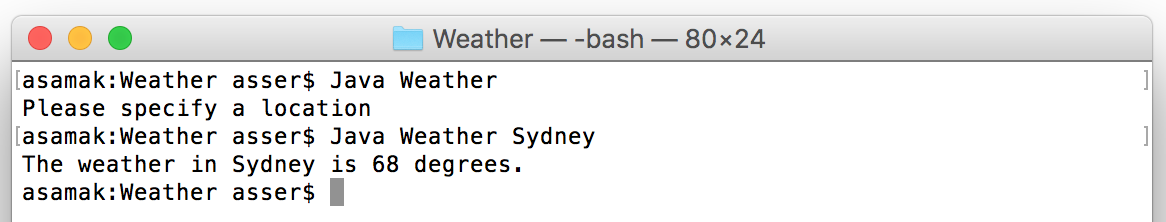 Weather — -bash — 80×24
[asamak:Weather asser$ Java Weather ]
Please specify a location
[asamak:Weather asser$ Java Weather Sydney ]
The weather in Sydney is 68 degrees.
asamak:Weather asser$